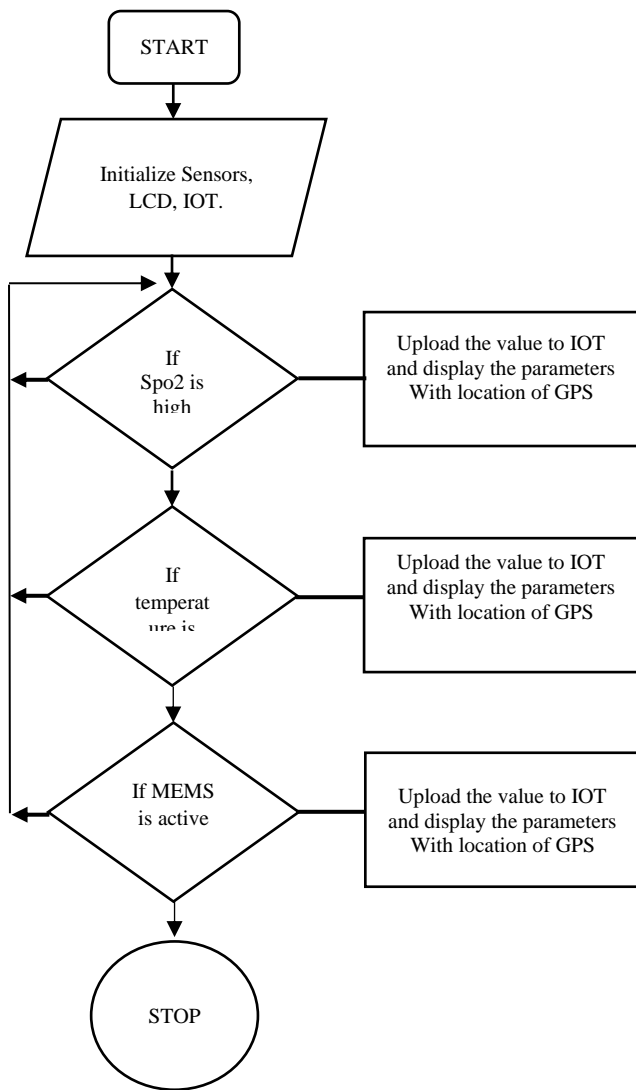 START
Initialize Sensors,
LCD, IOT.
If
Spo2 is
high
Upload the value to IOT
and display the parameters
With location of GPS
If
temperat
ure is
Upload the value to IOT
and display the parameters
With location of GPS
If MEMS
is active
Upload the value to IOT
and display the parameters
With location of GPS
STOP